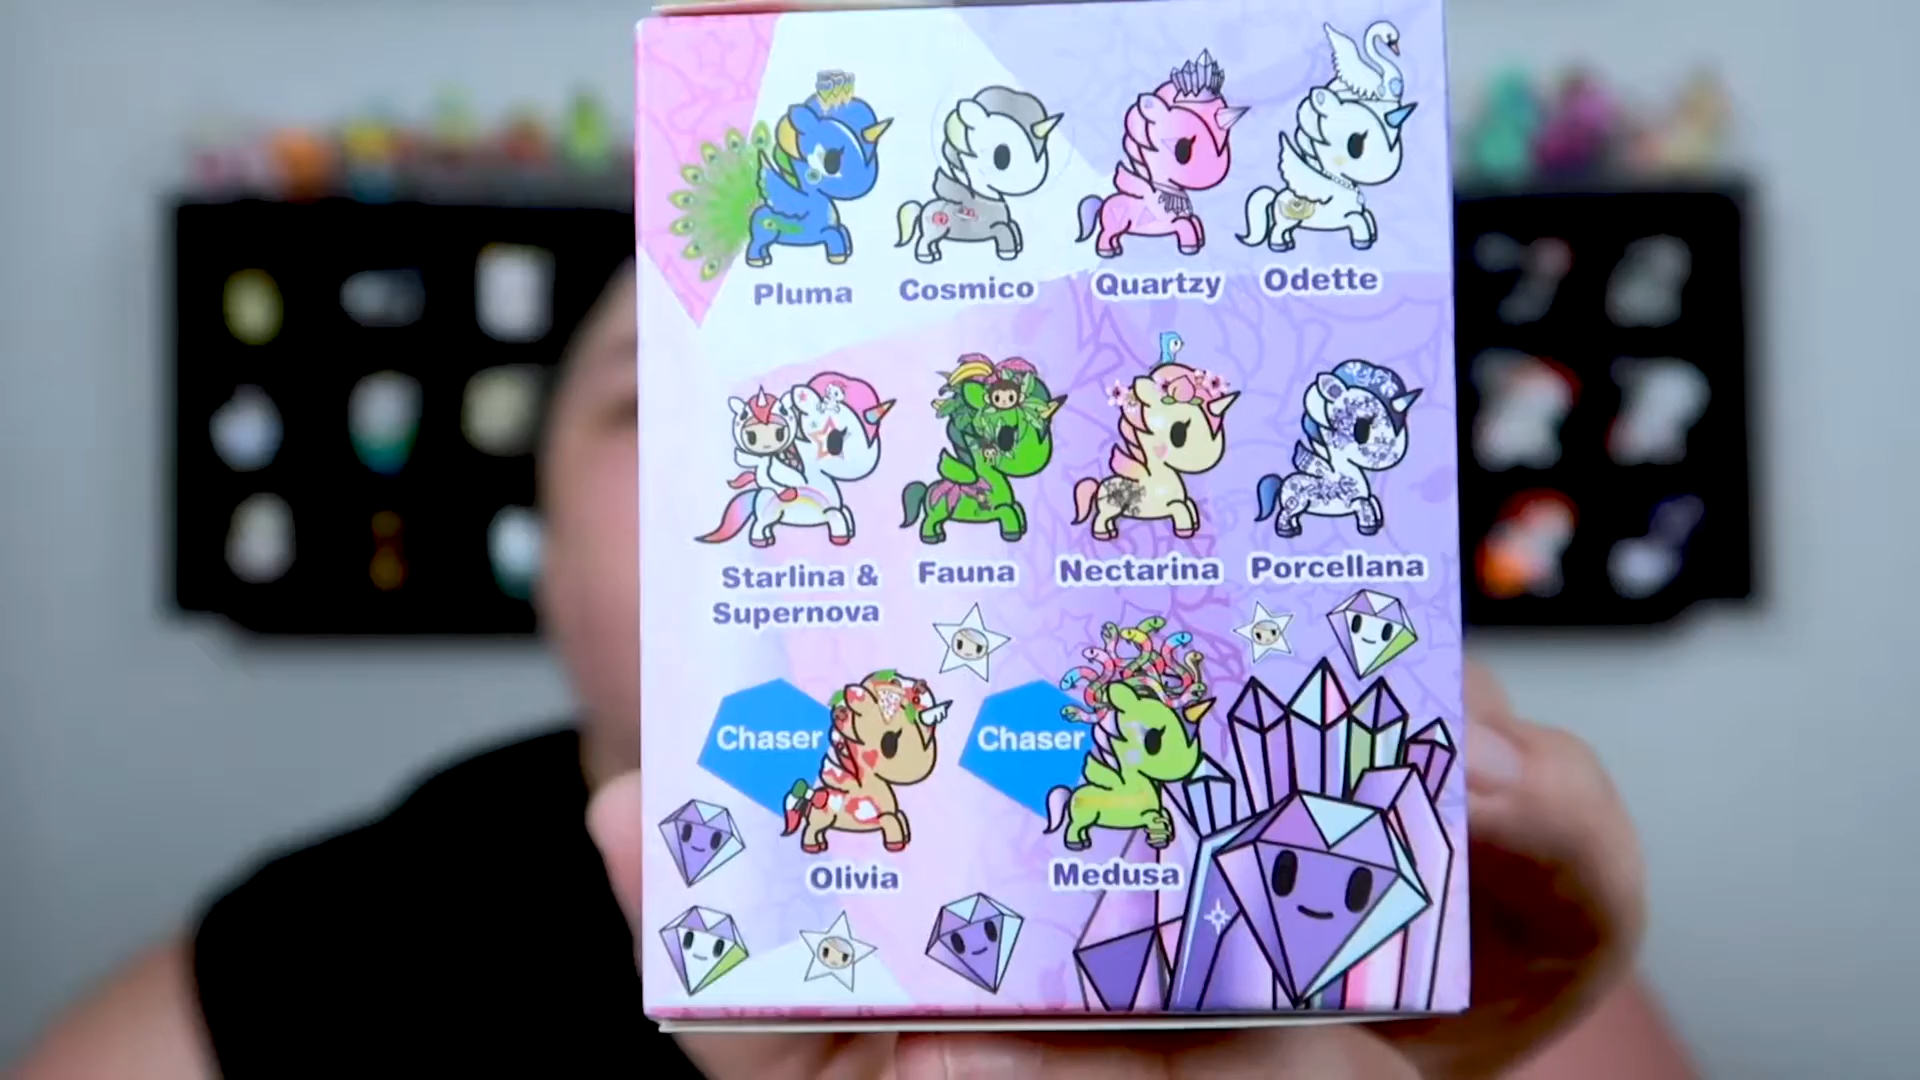 Pluma Cosmico Quartzy Odette
Starlina & Fauna Nectarina Porcellana
Supernova
Chaser Chaser
Olivia Medusa